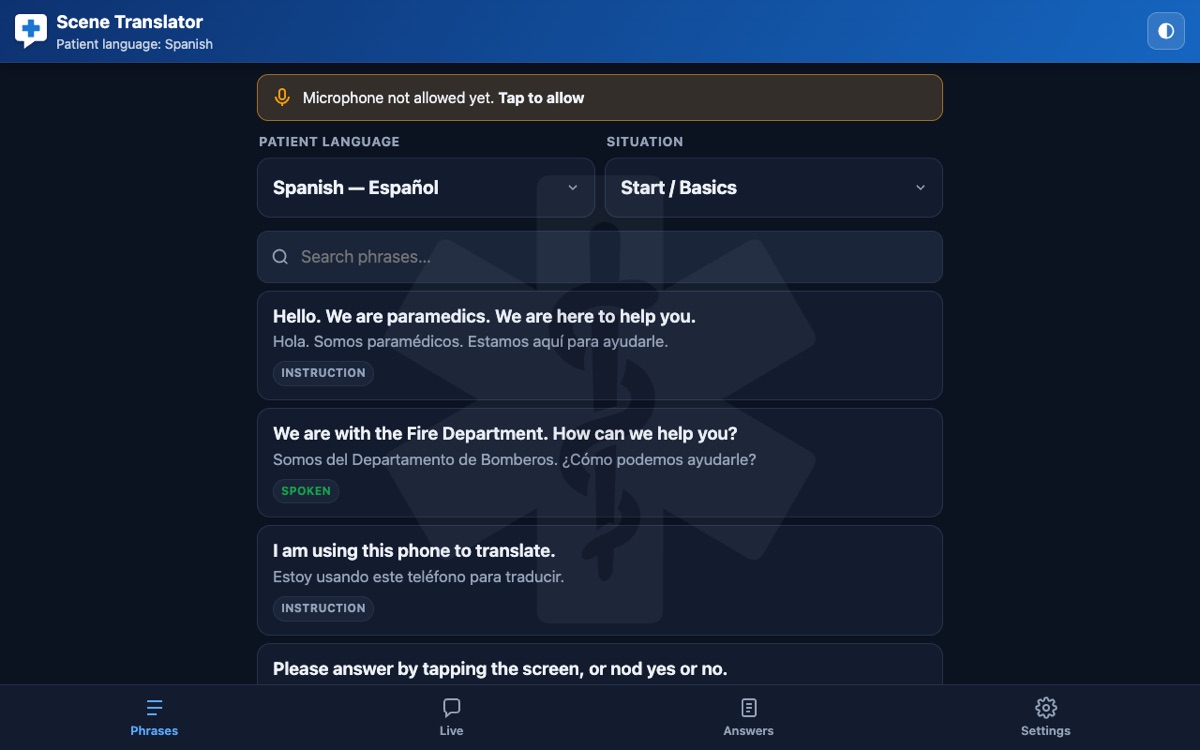 Scene Translator
Patient language: Spanish
Microphone not allowed yet. Tap to allow
PATIENT LANGUAGE
SITUATION
Spanish — Español
Start / Basics
Search phrases...
Hello. We are paramedics. We are here to help you.
Hola. Somos paramédicos. Estamos aquí para ayudarle.
INSTRUCTION
We are with the Fire Department. How can we help you?
Somos del Departamento de Bomberos. ¿Cómo podemos ayudarle?
SPOKEN
I am using this phone to translate.
Estoy usando este teléfono para traducir.
INSTRUCTION
Please answer by tapping the screen, or nod yes or no.
Phrases
Live
Answers
Settings